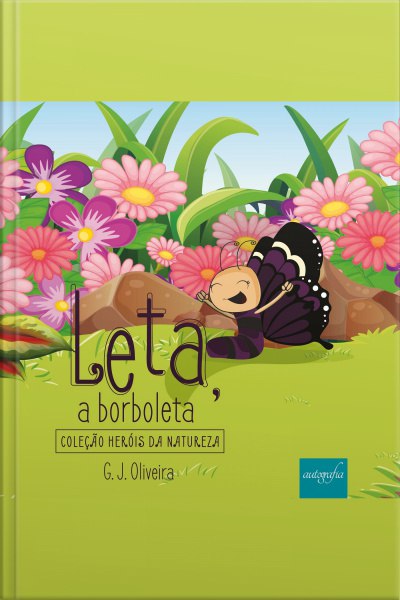 Leta,
a borboleta
COLEÇÃO HERÓIS DA NATUREZA
G. J. Oliveira
autografia